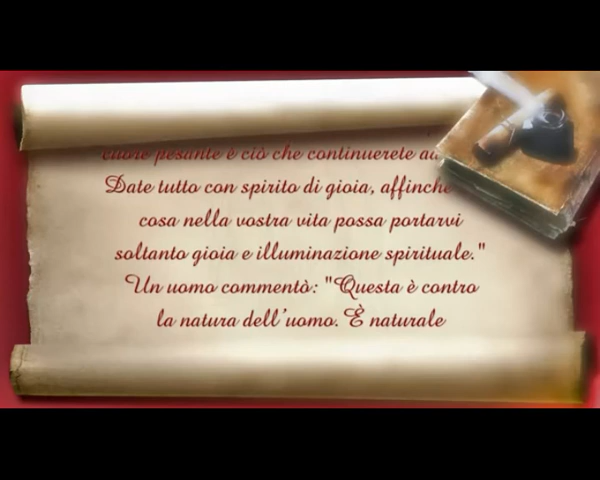 cuore pesante è ciò che continuerete
Date tutto con spirito di gioia, affinché
cosa nella vostra vita possa portarvi
soltanto gioia e illuminazione spirituale."
Un uomo commentò: "Questa è contro
la natura dell'uomo. È naturale